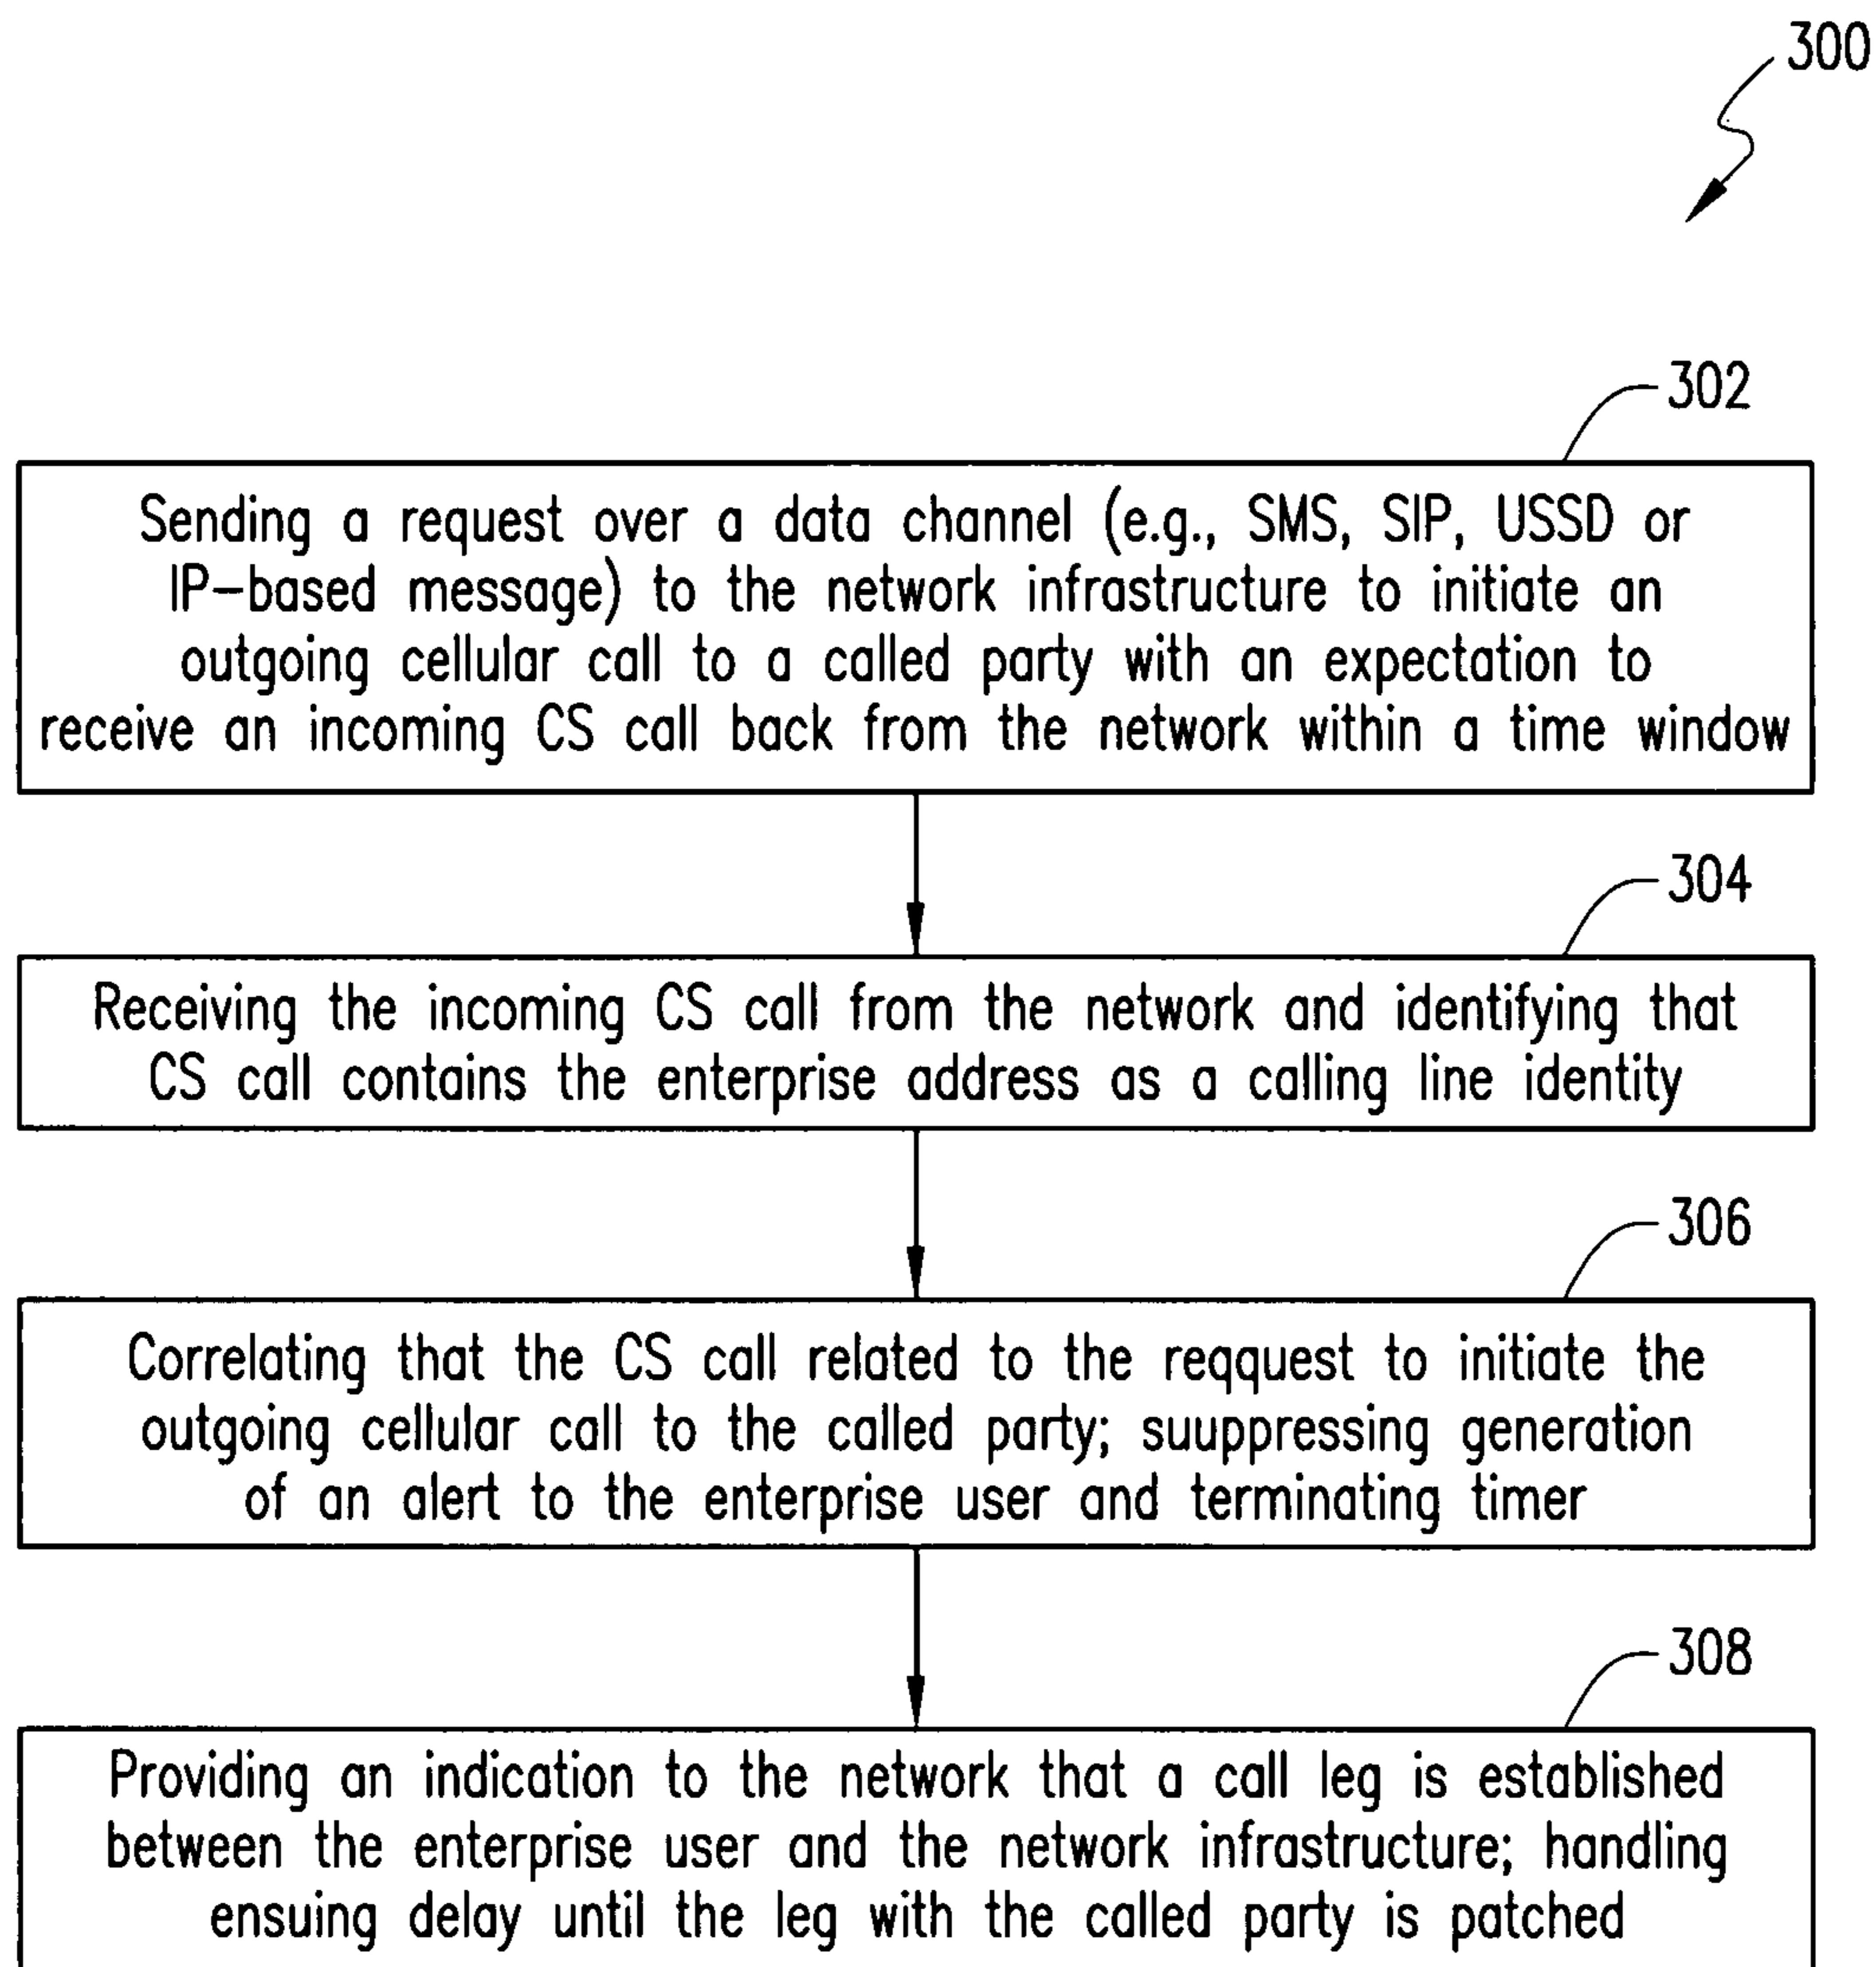 300
302
Sending a request over a data channel (e.g., SMS, SIP, USSD or
IP-based message) to the network infrastructure to initiate an
outgoing cellular call to a called party with an expectation to
receive an incoming CS call back from the network within a time window
304
Receiving the incoming CS call from the network and identifying that
CS call contains the enterprise address as a calling line identity
306
Correlating that the CS call related to the reqquest to initiate the
outgoing cellular call to the called party; suuppressing generation
of an alert to the enterprise user and terminating timer
308
Providing an indication to the network that a call leg is established
between the enterprise user and the network infrastructure; handling
ensuing delay until the leg with the called party is patched